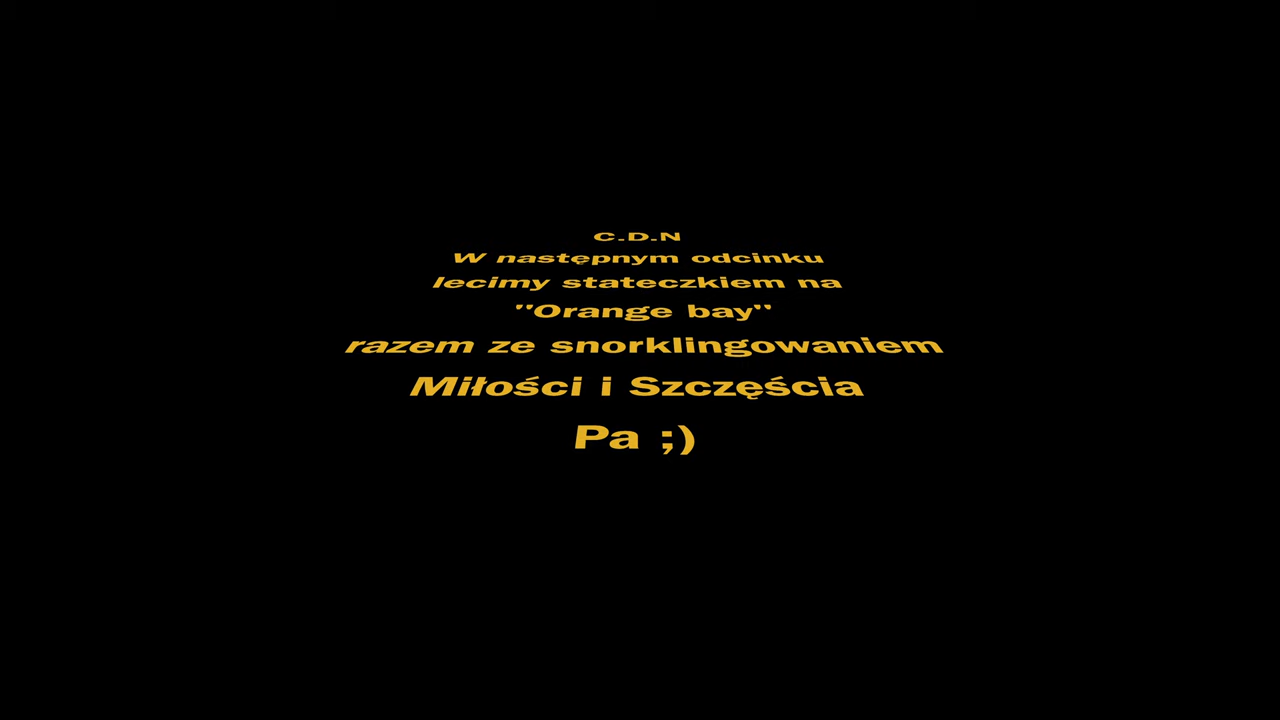 C.D.N
W następnym odcinku
lecimy stateczkiem na
"Orange bay"
razem ze snorklingowaniem
Miłości i Szczęścia
Pa ;)